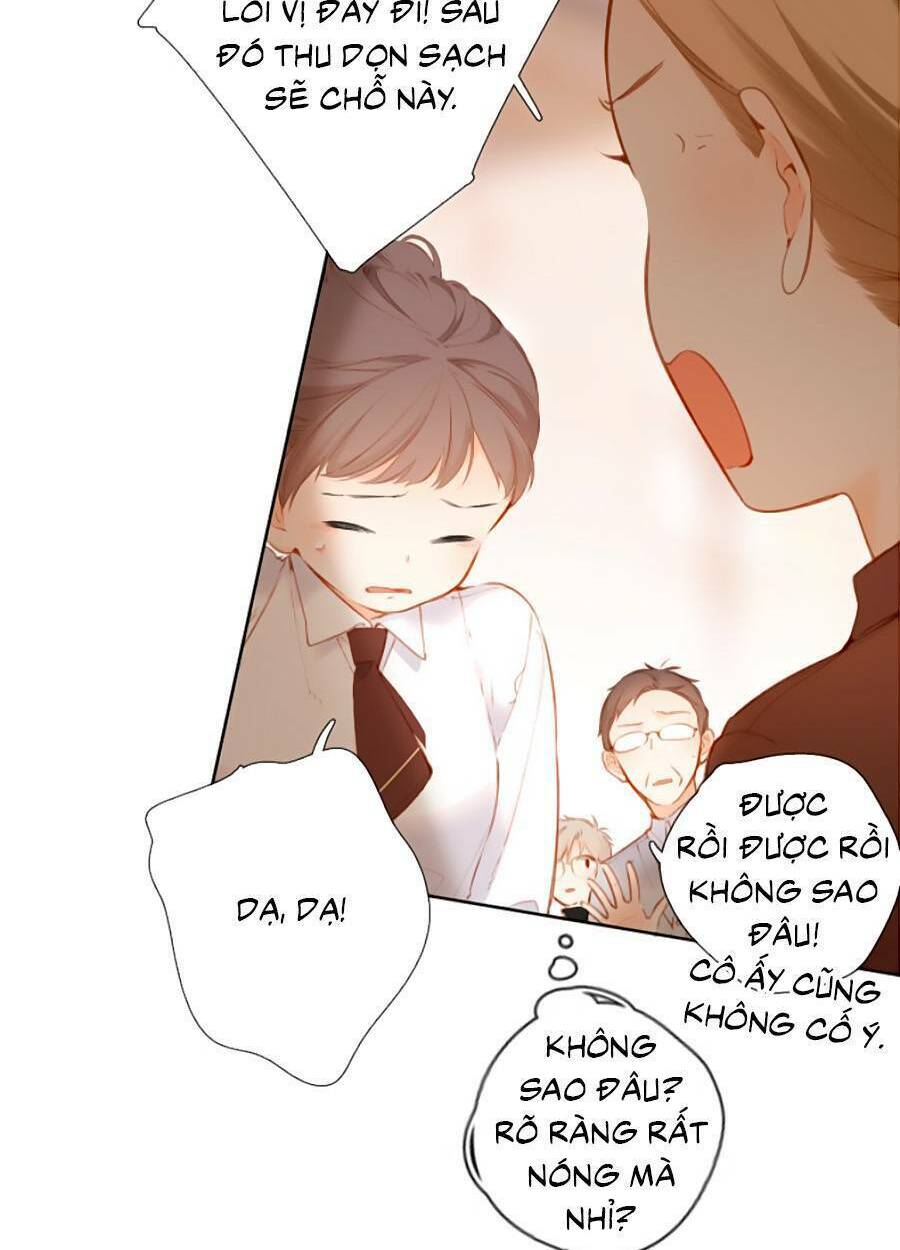 LỖI VỊ ĐÂY ĐI! SAU
ĐÓ THU DỌN SẠCH
SẼ CHỖ NÀY.
DẠ, DẠ!
ĐƯỢC
RỒI ĐƯỢC RỒI
KHÔNG SAO
ĐÂU!
CÔ ẤY CŨNG
KHÔNG CỐ Ý.
KHÔNG
SAO ĐÂU?
RÕ RÀNG RẤT
NÓNG MÀ
NHỈ?